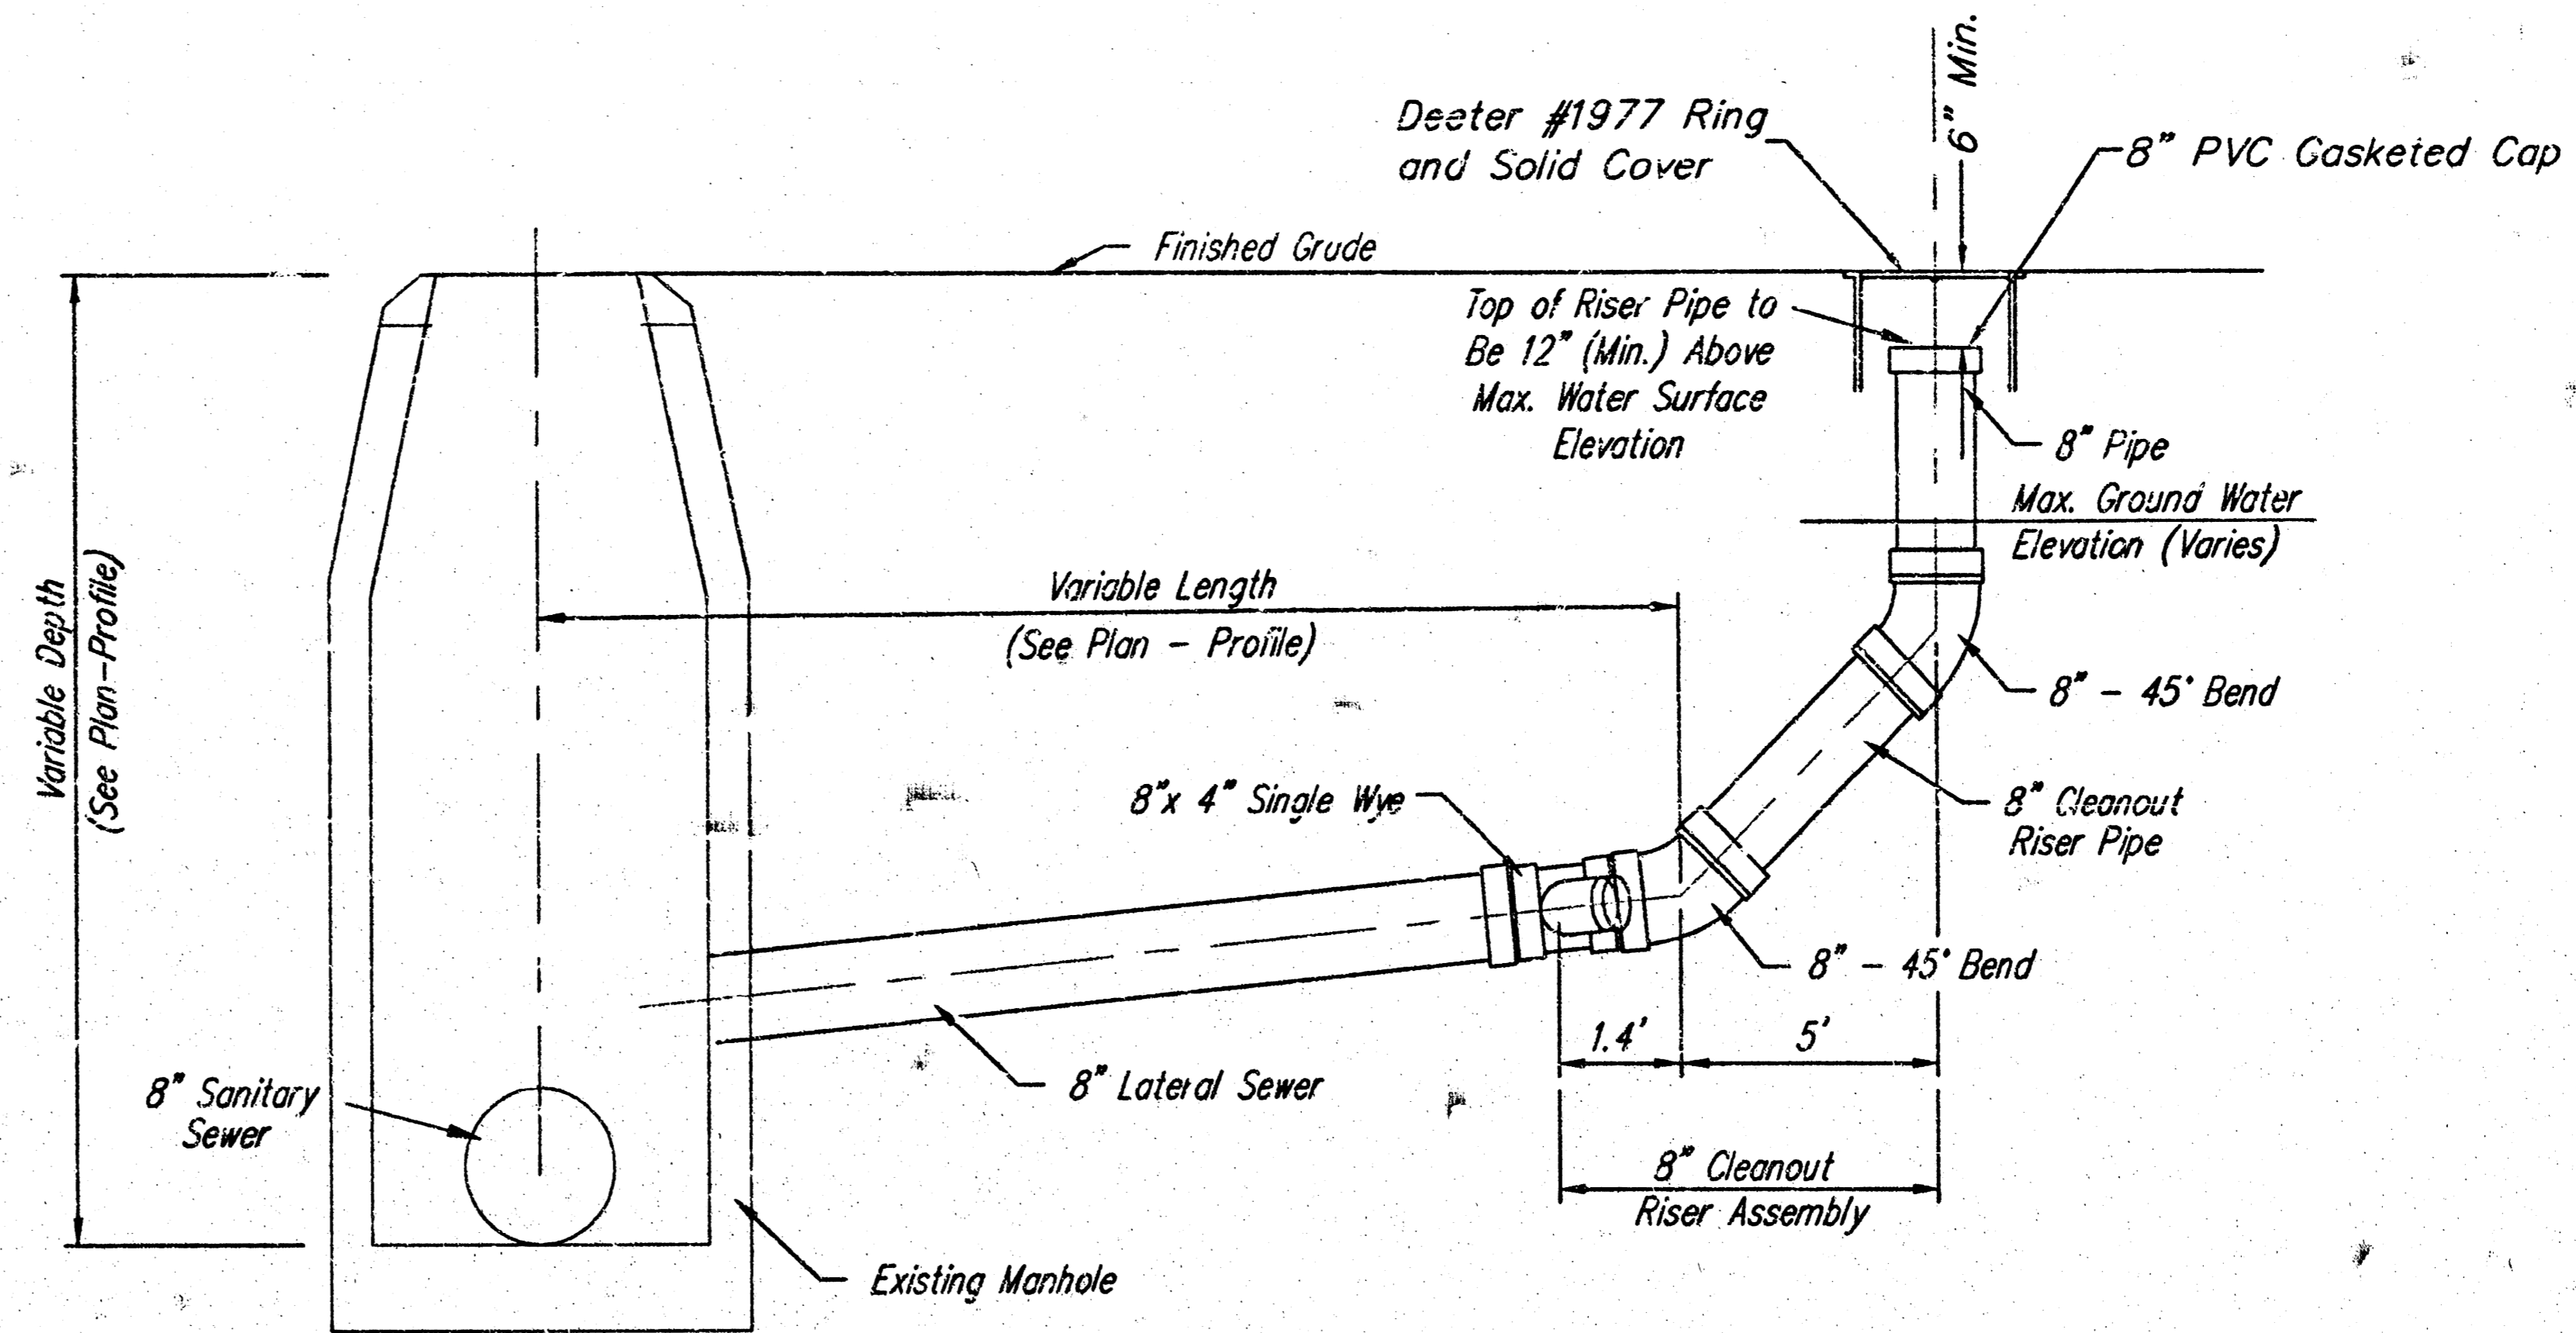 6" Min.
Deeter #1977 Ring
and Solid Cover
8" PVC Gasketed Cap
Finished Grade
Top of Riser Pipe to
Be 12" (Min.) Above
Max. Water Surface
Elevation
8" Pipe
Max. Ground Water
Elevation (Varies)
Variable Depth
(See Plan-Profile)
Variable Length
(See Plan - Profile)
8" - 45° Bend
8"x 4" Single Wye
8" Cleanout
Riser Pipe
8" - 45° Bend
1.4'
5'
8" Lateral Sewer
8" Sanitary
Sewer
8" Cleanout
Riser Assembly
Existing Manhole